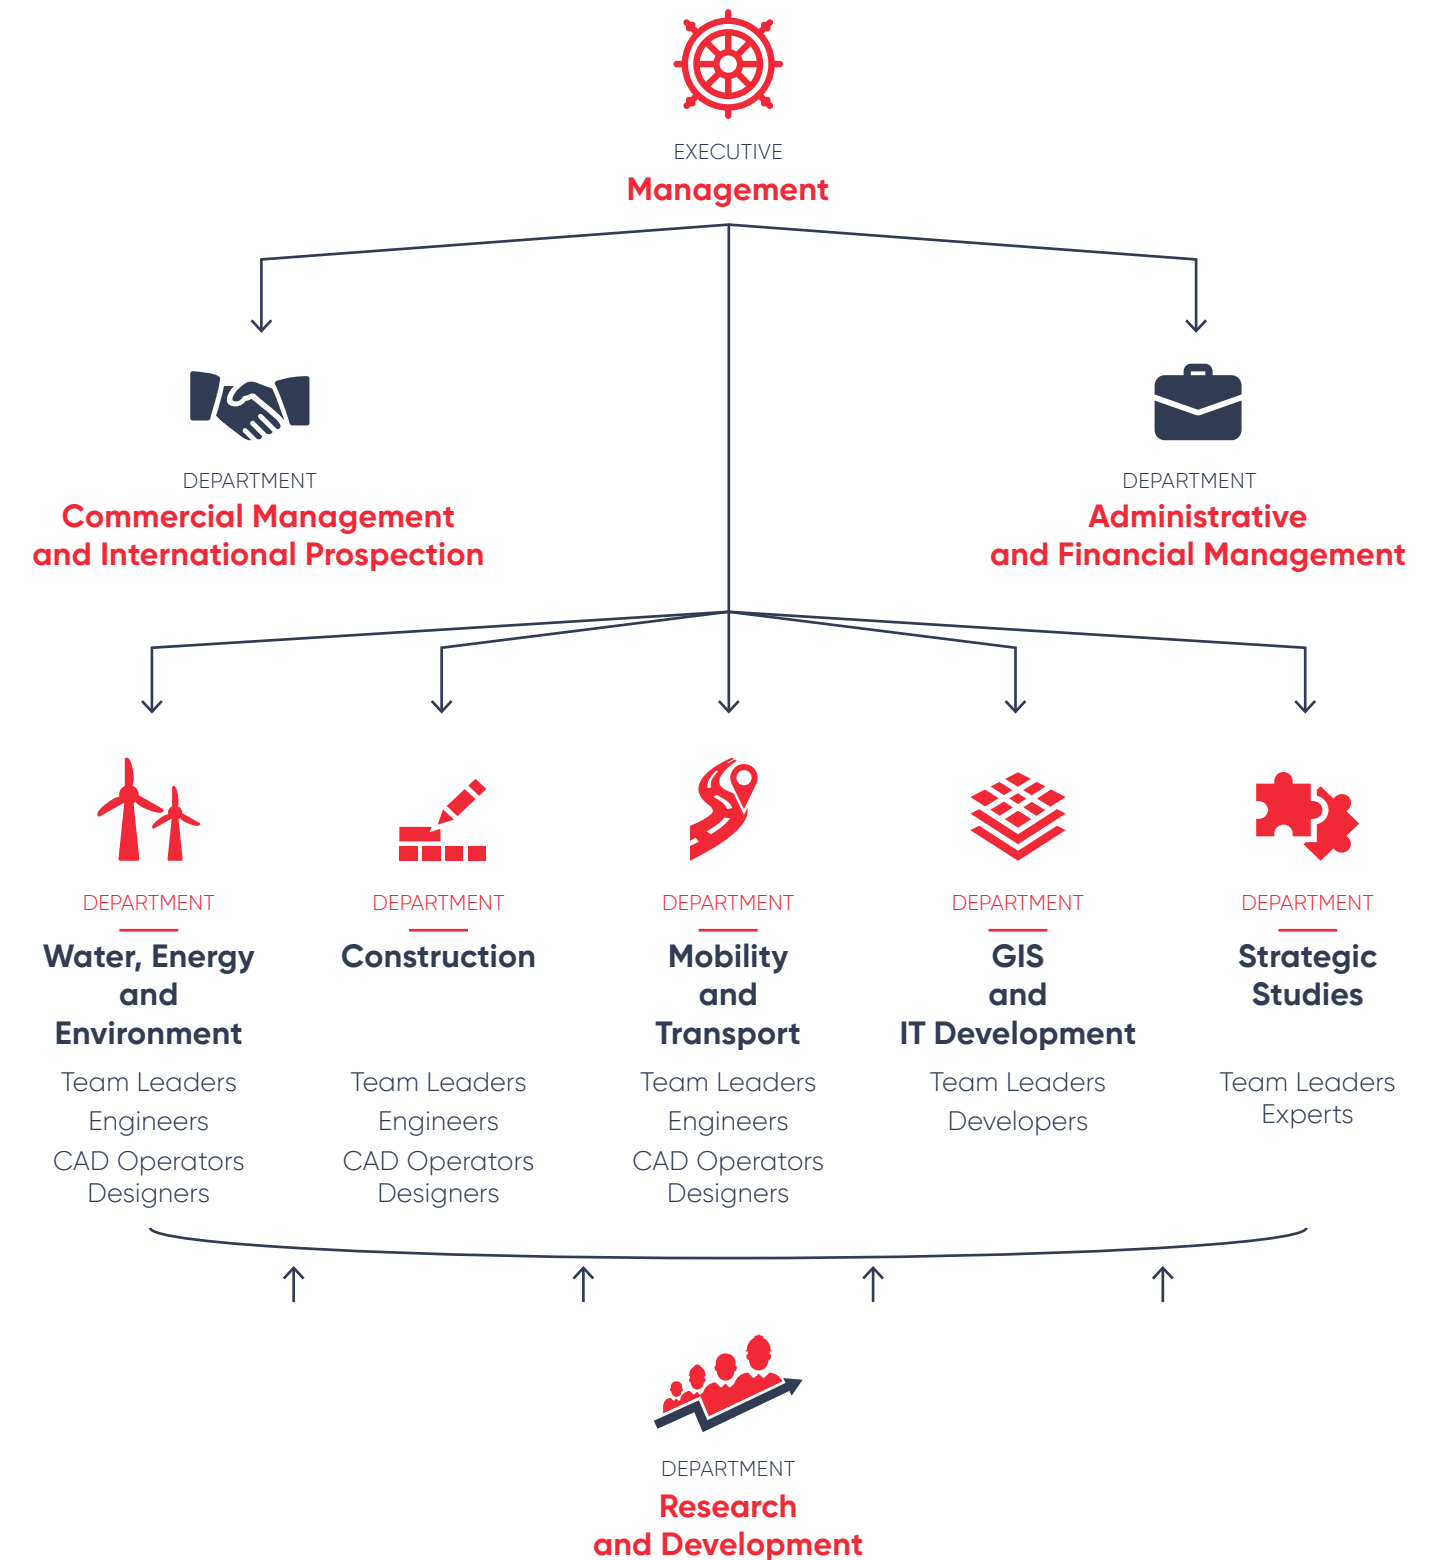 EXECUTIVE
Management
DEPARTMENT
Commercial Management
and International Prospection
DEPARTMENT
Administrative
and Financial Management
DEPARTMENT
Water, Energy
and
Environment
Team Leaders
Engineers
CAD Operators
Designers
DEPARTMENT
Construction
Team Leaders
Engineers
CAD Operators
Designers
DEPARTMENT
Mobility
and
Transport
Team Leaders
Engineers
CAD Operators
Designers
DEPARTMENT
GIS
and
IT Development
Team Leaders
Developers
DEPARTMENT
Strategic
Studies
Team Leaders
Experts
DEPARTMENT
Research
and Development